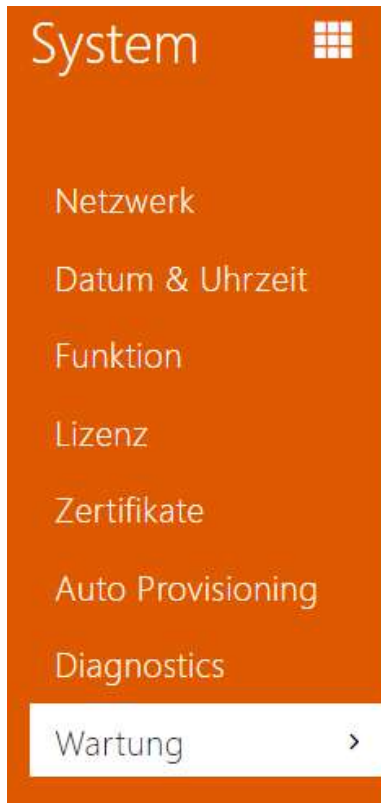 System
Netzwerk
Datum & Uhrzeit
Funktion
Lizenz
Zertifikate
Auto Provisioning
Diagnostics
Wartung